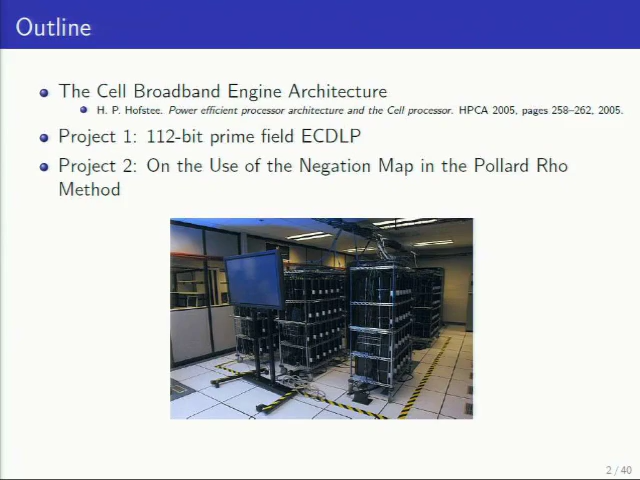 Outline
The Cell Broadband Engine Architecture
H. P. Hofstee. Power efficient processor architecture and the Cell processor. HPCA 2005, pages 258–262, 2005.
Project 1: 112-bit prime field ECDLP
Project 2: On the Use of the Negation Map in the Pollard Rho
Method
2 / 40